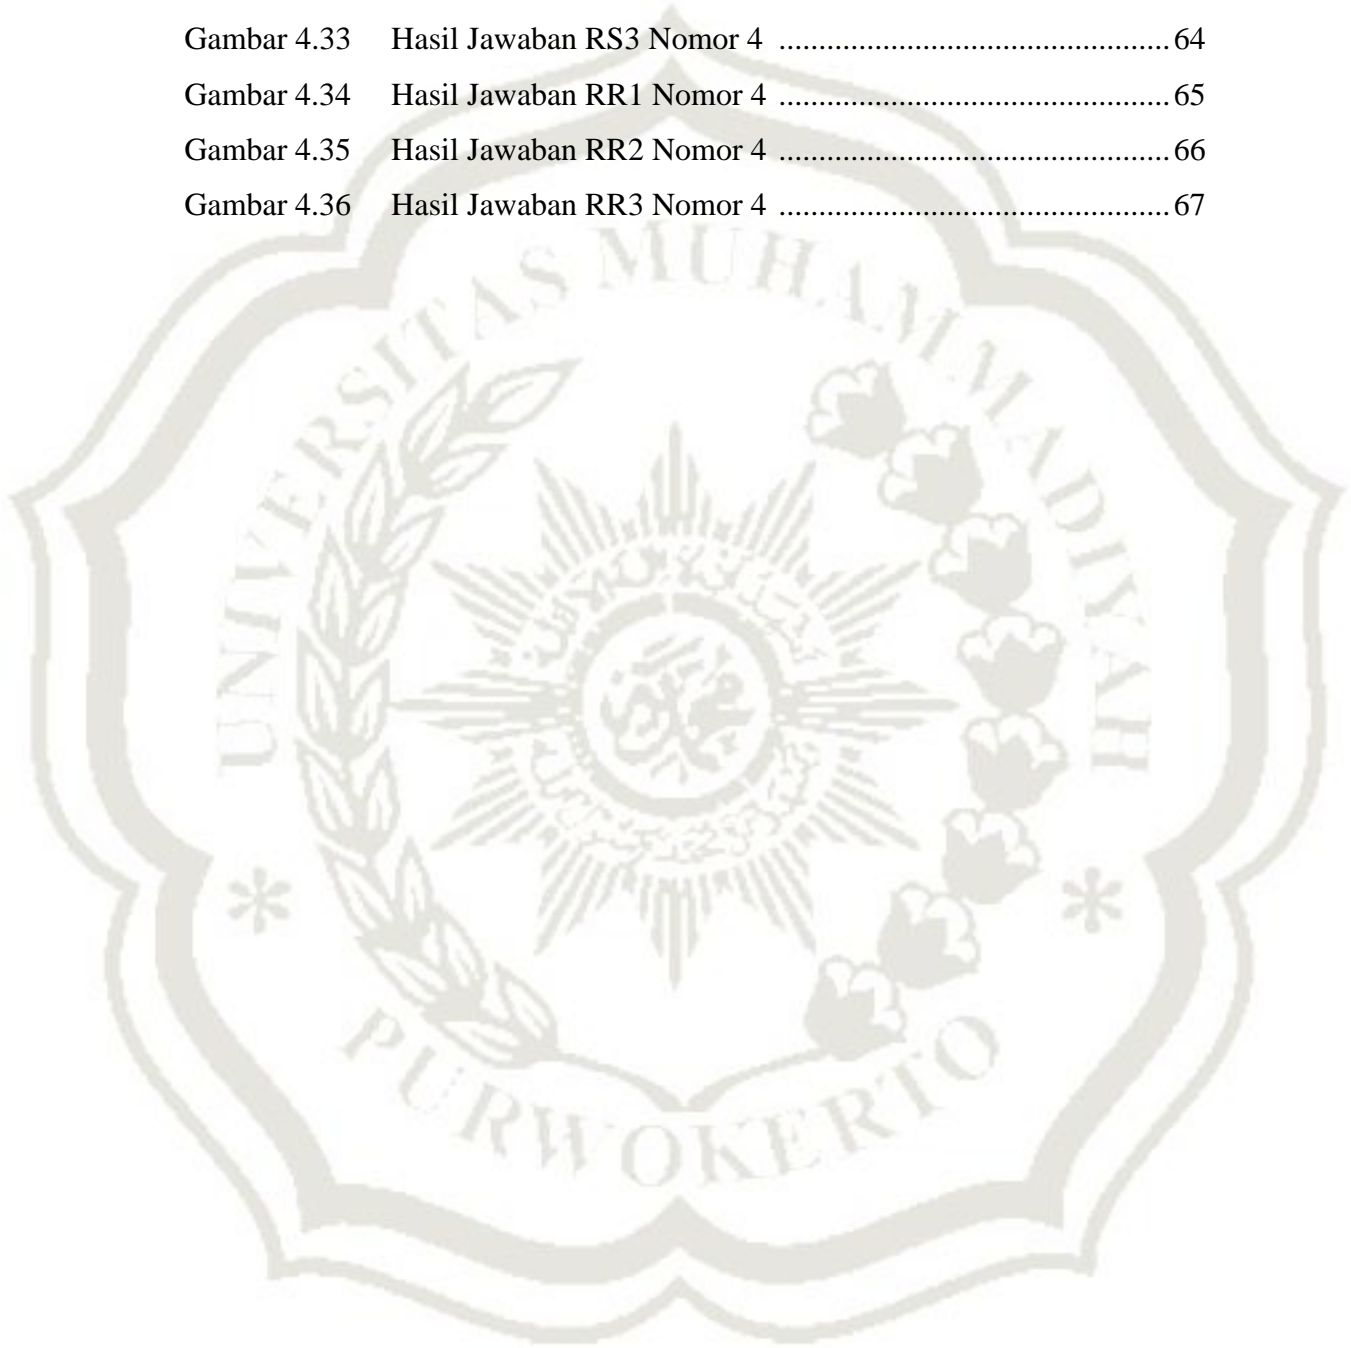 Gambar 4.33 Hasil Jawaban RS3 Nomor 4 ................................................. 64
Gambar 4.34 Hasil Jawaban RR1 Nomor 4 ................................................. 65
Gambar 4.35 Hasil Jawaban RR2 Nomor 4 ................................................. 66
Gambar 4.36 Hasil Jawaban RR3 Nomor 4 ................................................. 67
UNIVERSITAS MUHAMMADIYAH
PURWOKERTO